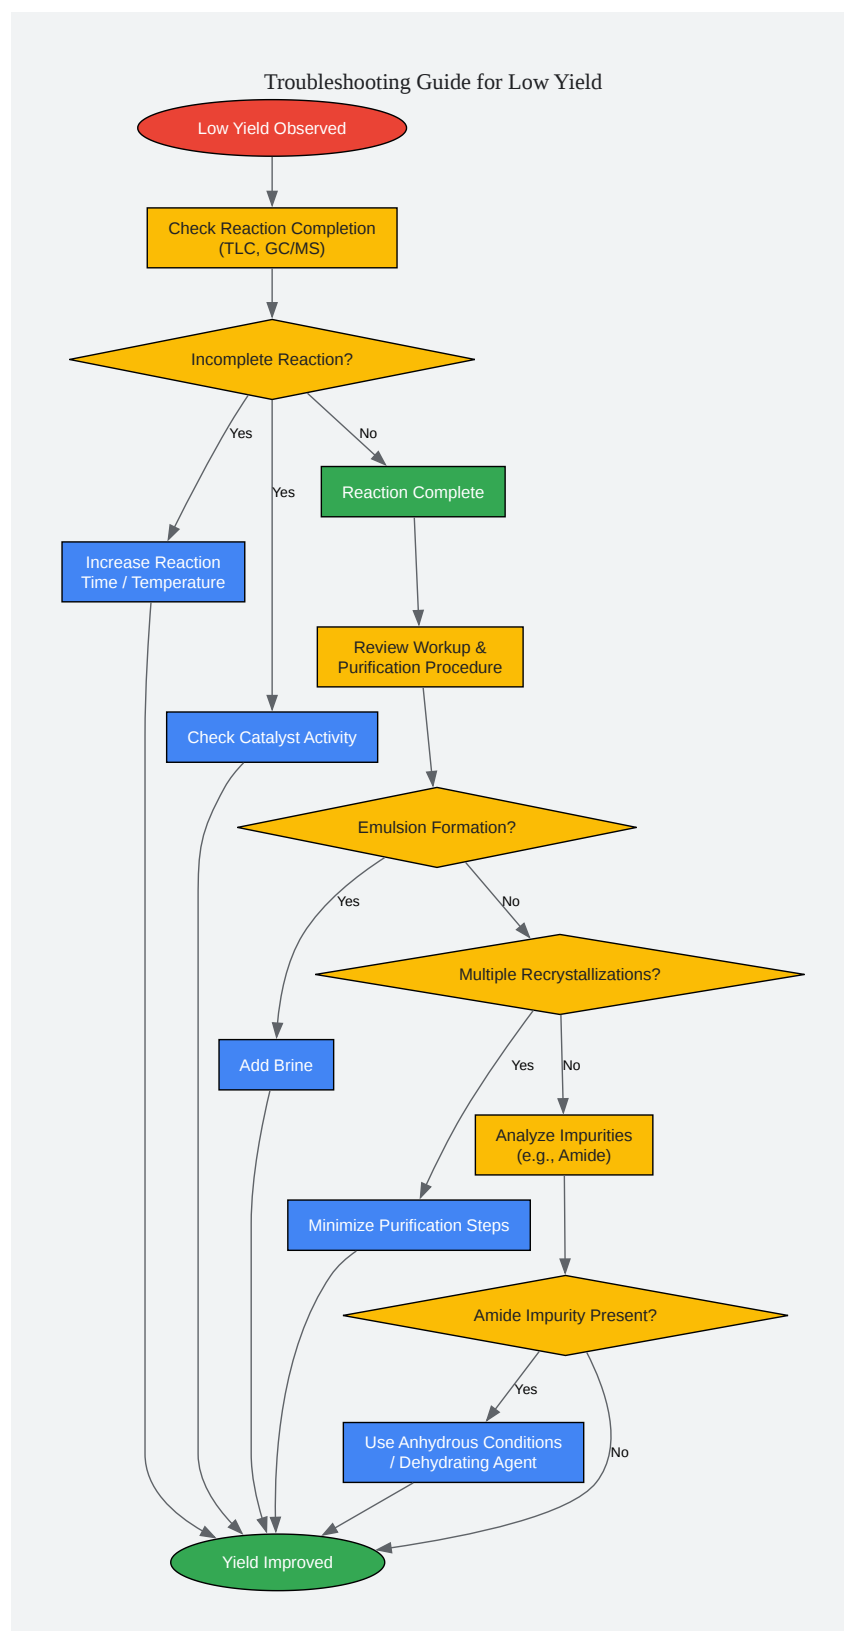 Troubleshooting Guide for Low Yield
Low Yield Observed
Check Reaction Completion
(TLC, GC/MS)
Incomplete Reaction?
Yes
No
Yes
Reaction Complete
Increase Reaction
Time / Temperature
Review Workup &
Purification Procedure
Check Catalyst Activity
Emulsion Formation?
Yes
No
Multiple Recrystallizations?
Add Brine
Yes
No
Analyze Impurities
(e.g., Amide)
Minimize Purification Steps
Amide Impurity Present?
Yes
Use Anhydrous Conditions
/ Dehydrating Agent
No
Yield Improved